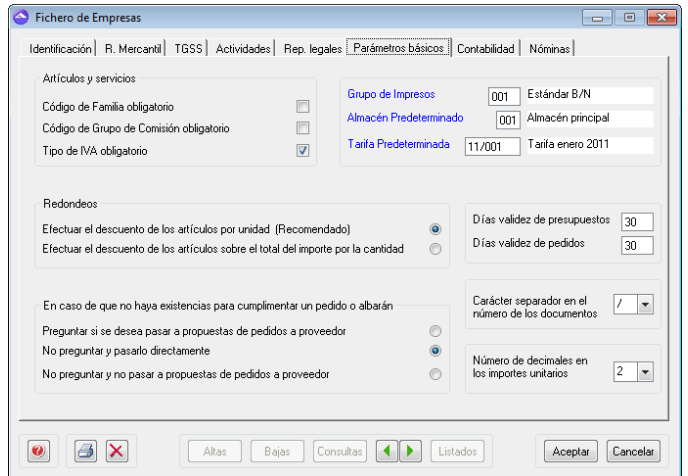 Fichero de Empresas
Identificación R. Mercantil TGSS Actividades Rep. legales Parámetros básicos Contabilidad Nóminas
Artículos y servicios
Código de Familia obligatorio
Código de Grupo de Comisión obligatorio
Tipo de IVA obligatorio
Grupo de Impresos 001 Estándar B/N
Almacén Predeterminado 001 Almacén principal
Tarifa Predeterminada 11/001 Tarifa enero 2011
Redondeos
Efectuar el descuento de los artículos por unidad (Recomendado)
Efectuar el descuento de los artículos sobre el total del importe por la cantidad
Días validez de presupuestos 30
Días validez de pedidos 30
En caso de que no haya existencias para cumplimentar un pedido o albarán
Preguntar si se desea pasar a propuestas de pedidos a proveedor
No preguntar y pasarlo directamente
No preguntar y no pasar a propuestas de pedidos a proveedor
Carácter separador en el
número de los documentos /
Número de decimales en
los importes unitarios 2
Altas Bajas Consultas Listados Aceptar Cancelar